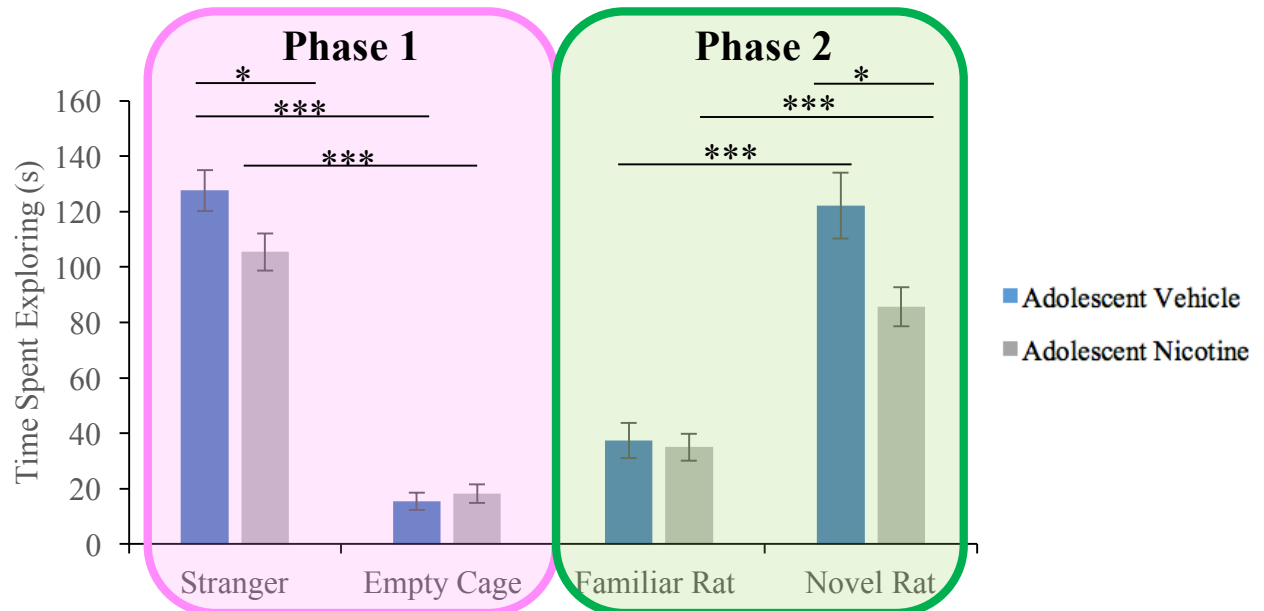 Phase 1
Phase 2
*
*
***
***
***
***
160
140
120
100
80
60
40
20
0
Time Spent Exploring (s)
Stranger
Empty Cage
Familiar Rat
Novel Rat
Adolescent Vehicle
Adolescent Nicotine